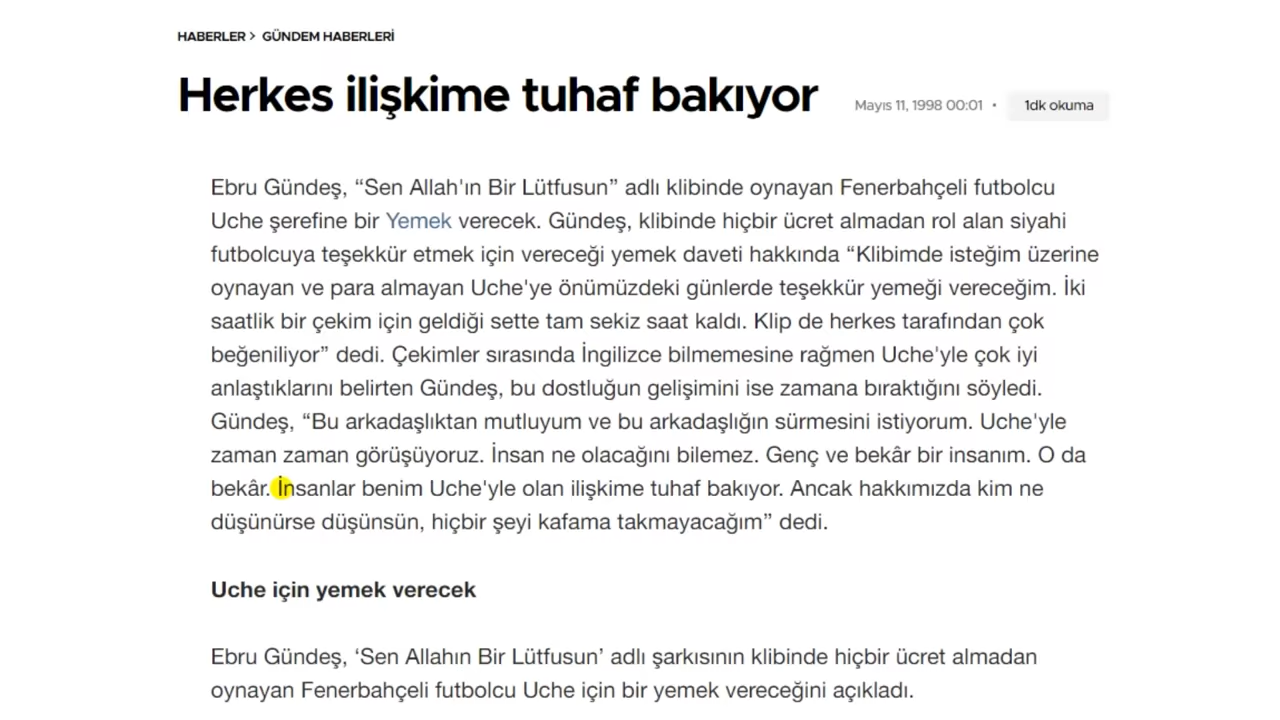 HABERLER > GÜNDEM HABERLERİ
Herkes ilişkime tuhaf bakıyor
Mayıs 11, 1998 00:01 • 1dk okuma
Ebru Gündeş, “Sen Allah'ın Bir Lütfusun” adlı klibinde oynayan Fenerbahçeli futbolcu
Uche şerefine bir Yemek verecek. Gündeş, klibinde hiçbir ücret almadan rol alan siyahi
futbolcuya teşekkür etmek için vereceği yemek daveti hakkında “Klibimde isteğim üzerine
oynayan ve para almayan Uche'ye önümüzdeki günlerde teşekkür yemeği vereceğim. İki
saatlik bir çekim için geldiği sette tam sekiz saat kaldı. Klip de herkes tarafından çok
beğeniliyor” dedi. Çekimler sırasında İngilizce bilmemesine rağmen Uche'yle çok iyi
anlaştıklarını belirten Gündeş, bu dostluğun gelişimini ise zamana bıraktığını söyledi.
Gündeş, “Bu arkadaşlıktan mutluyum ve bu arkadaşlığın sürmesini istiyorum. Uche'yle
zaman zaman görüşüyoruz. İnsan ne olacağını bilemez. Genç ve bekâr bir insanım. O da
bekâr. İnsanlar benim Uche'yle olan ilişkime tuhaf bakıyor. Ancak hakkımızda kim ne
düşünürse düşünsün, hiçbir şeyi kafama takmayacağım” dedi.
Uche için yemek verecek
Ebru Gündeş, ‘Sen Allahın Bir Lütfusun’ adlı şarkısının klibinde hiçbir ücret almadan
oynayan Fenerbahçeli futbolcu Uche için bir yemek vereceğini açıkladı.